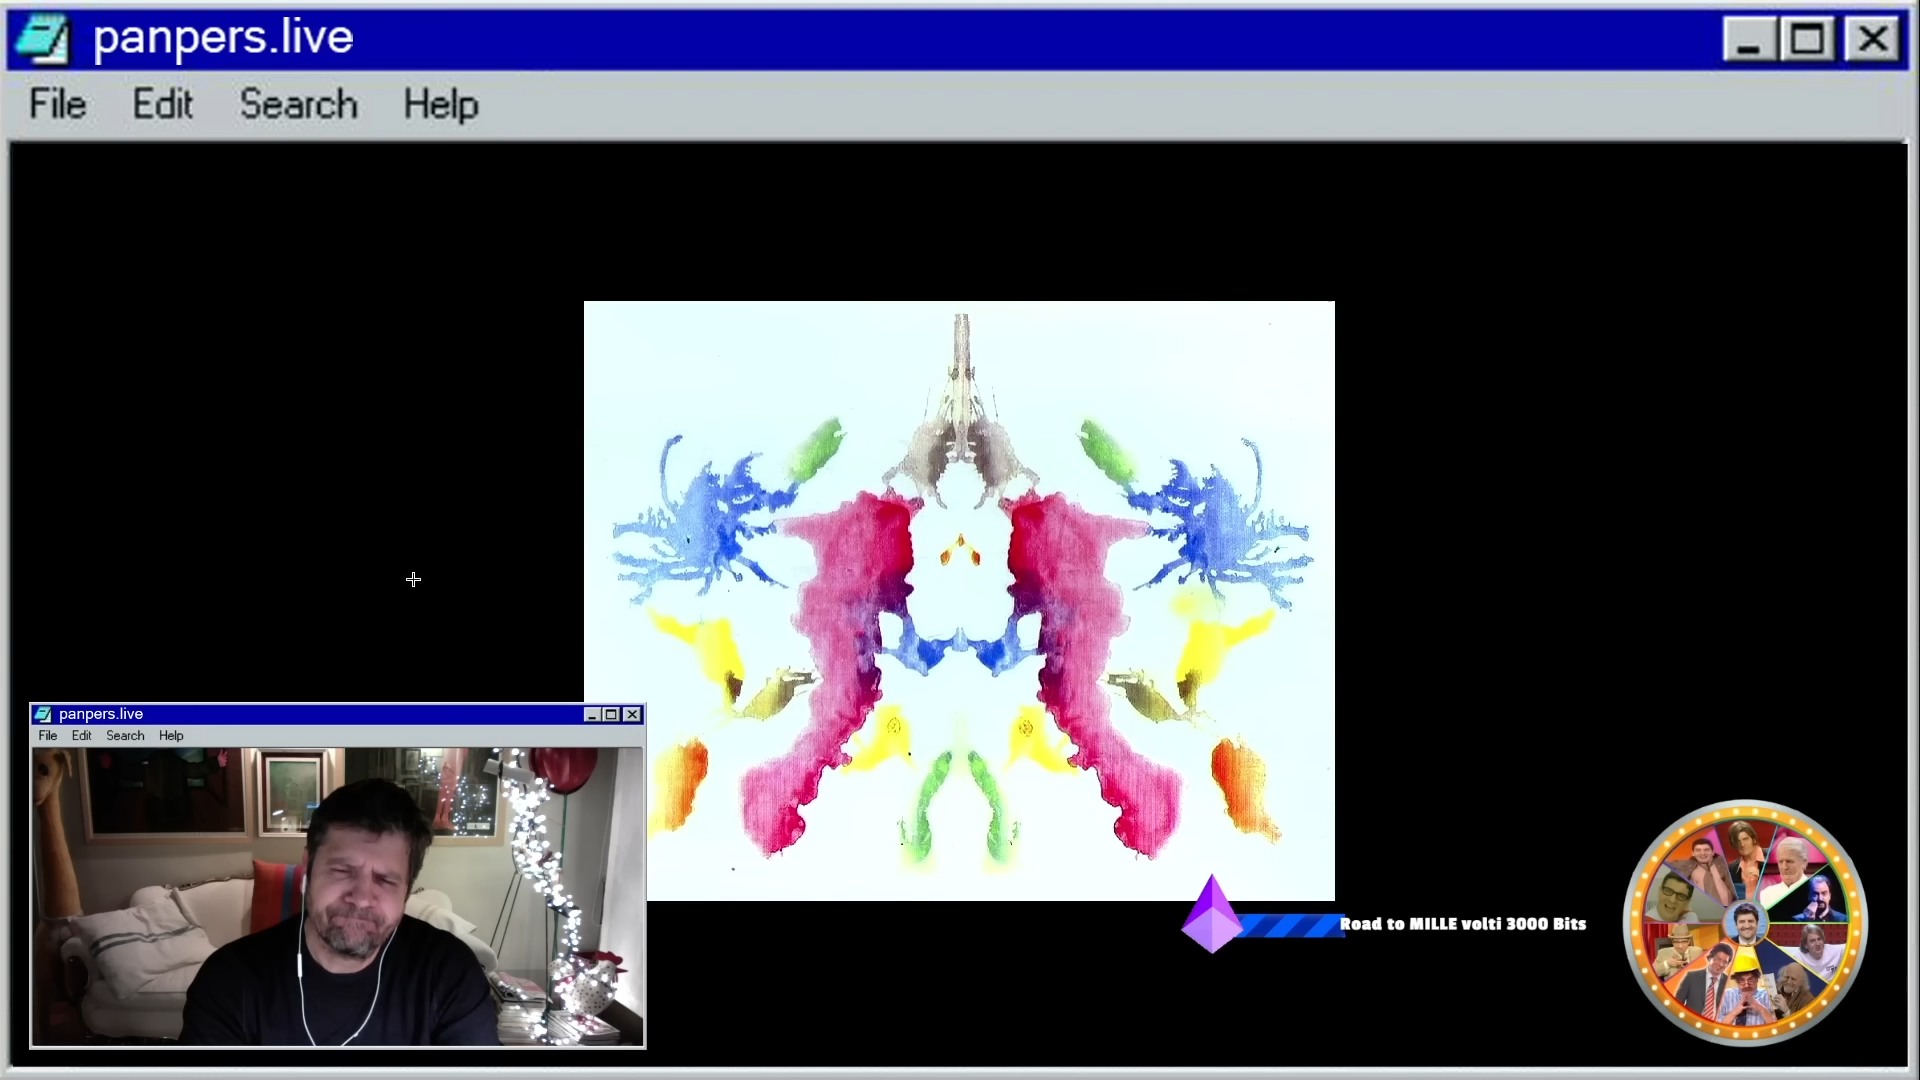 panpers.live
File Edit Search Help
panpers.live
File Edit Search Help
Road to MILLE volti 3000 Bits